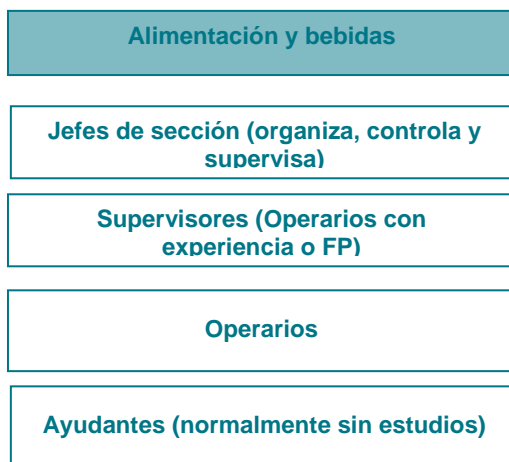 Alimentación y bebidas
Jefes de sección (organiza, controla y
supervisa)
Supervisores (Operarios con
experiencia o FP)
Operarios
Ayudantes (normalmente sin estudios)